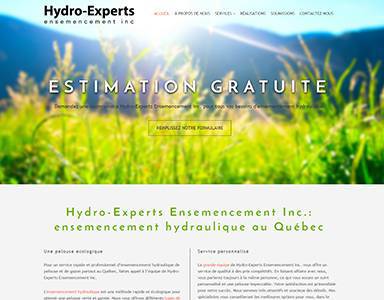 Hydro-Experts
ensemencement inc
ACCUEIL À PROPOS DE NOUS SERVICES RÉALISATIONS SOUMISSIONS CONTACTEZ-NOUS
ESTIMATION GRATUITE
Demandez une soumission à Hydro-Experts Ensemencement Inc. pour tous vos besoins d'ensemencement hydraulique.
REMPLISSEZ NOTRE FORMULAIRE
Hydro-Experts Ensemencement Inc.:
ensemencement hydraulique au Québec
Une pelouse écologique
Pour un service rapide et professionnel d'ensemencement hydraulique de
pelouse et de gazon partout au Québec, faites appel à l'équipe de Hydro-
Experts Ensemencement Inc.
L'ensemencement hydraulique est une méthode rapide et écologique pour
obtenir une pelouse verte et garnie. Nous vous offrons différents types de
Service personnalisé
La grande équipe de Hydro-Experts Ensemencement Inc. vous offre un
service de qualité à des prix compétitifs. En faisant affaire avec nous,
vous parlerez toujours à la même personne, ce qui vous assure un suivi
personnalisé et une pelouse impeccable. Votre satisfaction est primordiale
pour notre succès. Nous sommes très attentifs et soucieux des détails. Nos
spécialistes vous conseilleront les meilleures options pour vous, dans le